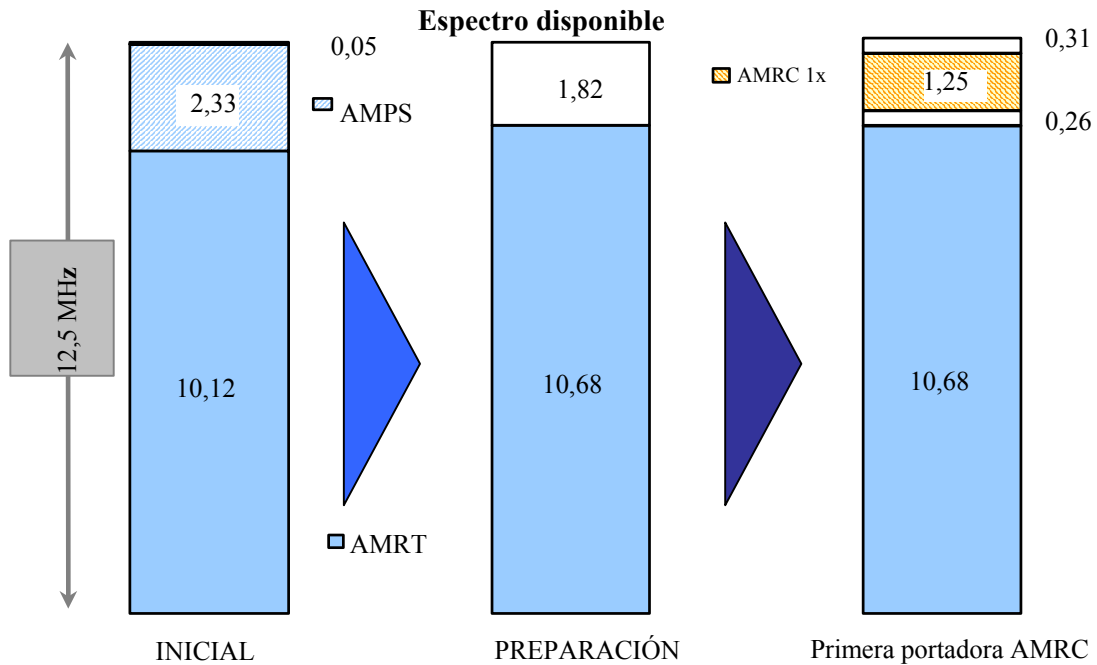 Espectro disponible
0,05
2,33
AMPS
1,82
AMRC 1x
0,31
1,25
0,26
12,5 MHz
10,12
10,68
10,68
AMRT
INICIAL
PREPARACIÓN
Primera portadora AMRC